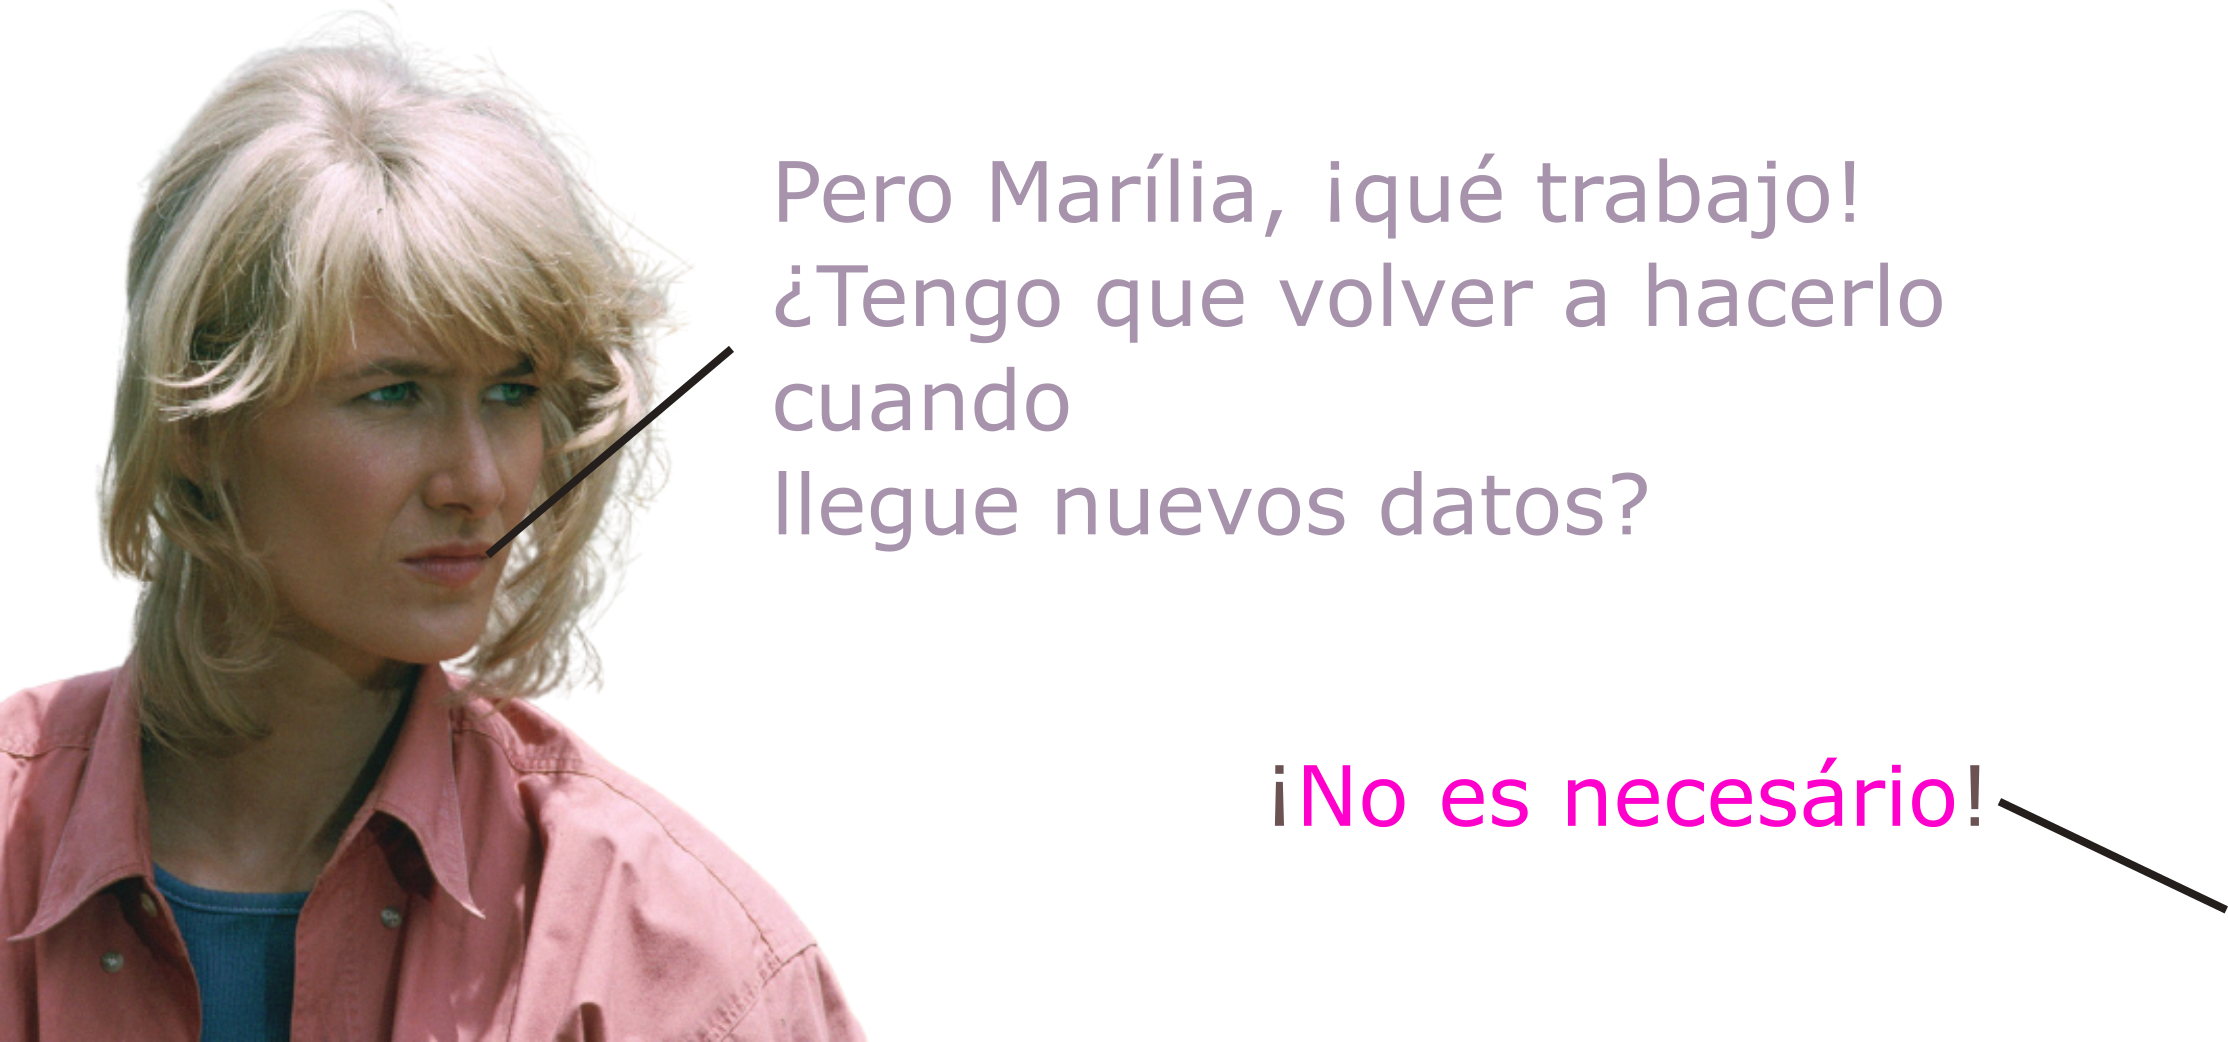 Pero Marília, ¡qué trabajo!
¿Tengo que volver a hacerlo
cuando
llegue nuevos datos?
¡No es necesário!